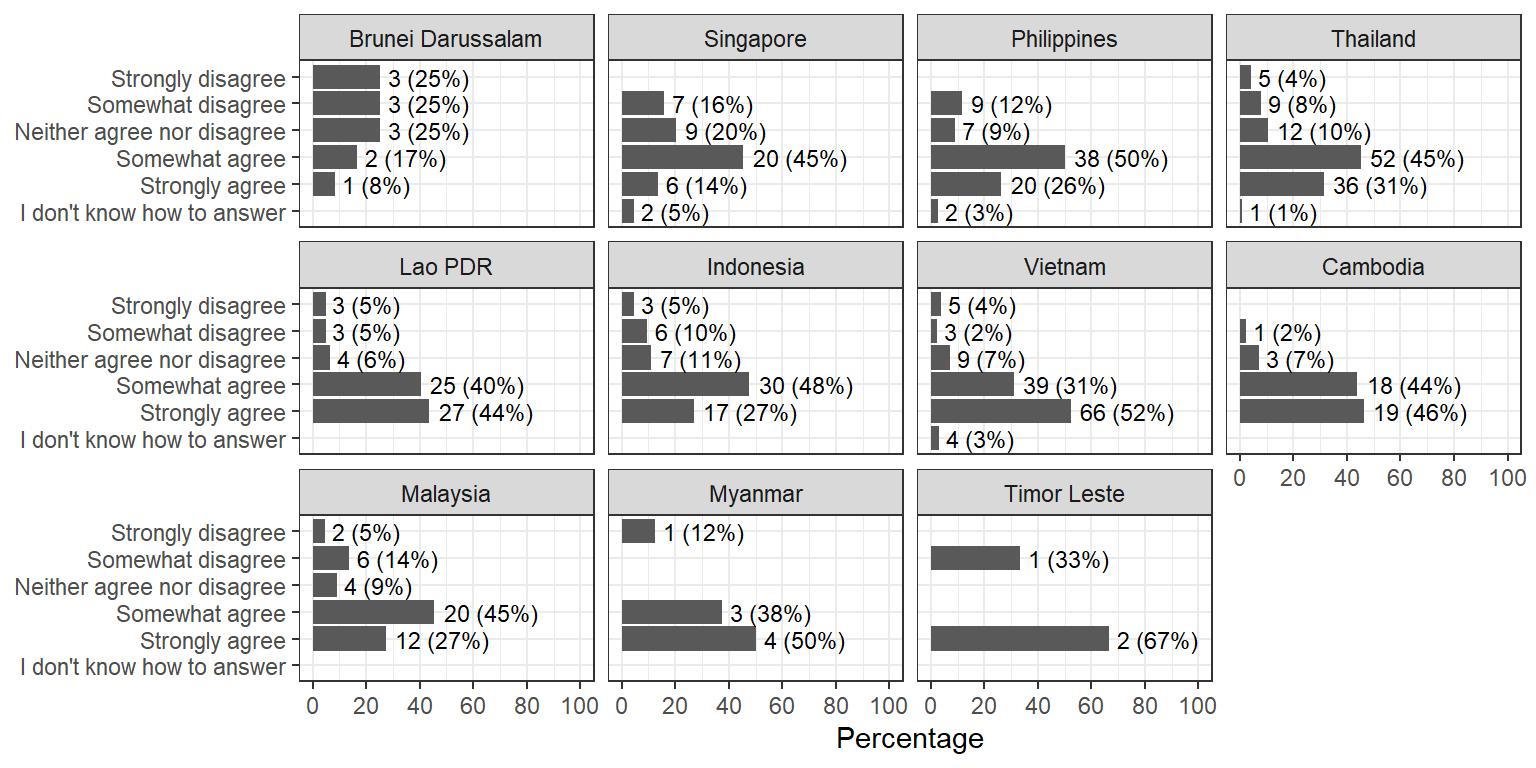 Brunei Darussalam Singapore Philippines Thailand
Strongly disagree 3 (25%) 5 (4%)
Somewhat disagree 3 (25%) 7 (16%) 9 (12%) 9 (8%)
Neither agree nor disagree 3 (25%) 9 (20%) 7 (9%) 12 (10%)
Somewhat agree 2 (17%) 20 (45%) 38 (50%) 52 (45%)
Strongly agree 1 (8%) 6 (14%) 20 (26%) 36 (31%)
I don't know how to answer 2 (5%) 2 (3%) 1 (1%)
Lao PDR Indonesia Vietnam Cambodia
Strongly disagree 3 (5%) 3 (5%) 5 (4%)
Somewhat disagree 3 (5%) 6 (10%) 3 (2%) 1 (2%)
Neither agree nor disagree 4 (6%) 7 (11%) 9 (7%) 3 (7%)
Somewhat agree 25 (40%) 30 (48%) 39 (31%) 18 (44%)
Strongly agree 27 (44%) 17 (27%) 66 (52%) 19 (46%)
I don't know how to answer 4 (3%)
0 20 40 60 80 100
Malaysia Myanmar Timor Leste
Strongly disagree 2 (5%) 1 (12%)
Somewhat disagree 6 (14%) 1 (33%)
Neither agree nor disagree 4 (9%)
Somewhat agree 20 (45%) 3 (38%)
Strongly agree 12 (27%) 4 (50%) 2 (67%)
I don't know how to answer
0 20 40 60 80 100 0 20 40 60 80 100 0 20 40 60 80 100
Percentage